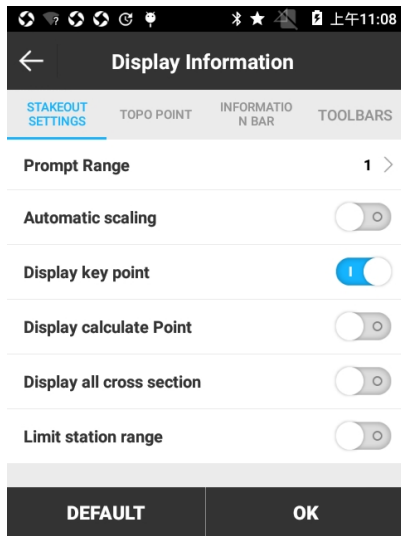 上午11:08
Display Information
STAKEOUT
SETTINGS
TOPO POINT
INFORMATIO
N BAR
TOOLBARS
Prompt Range 1
Automatic scaling
Display key point
Display calculate Point
Display all cross section
Limit station range
DEFAULT OK